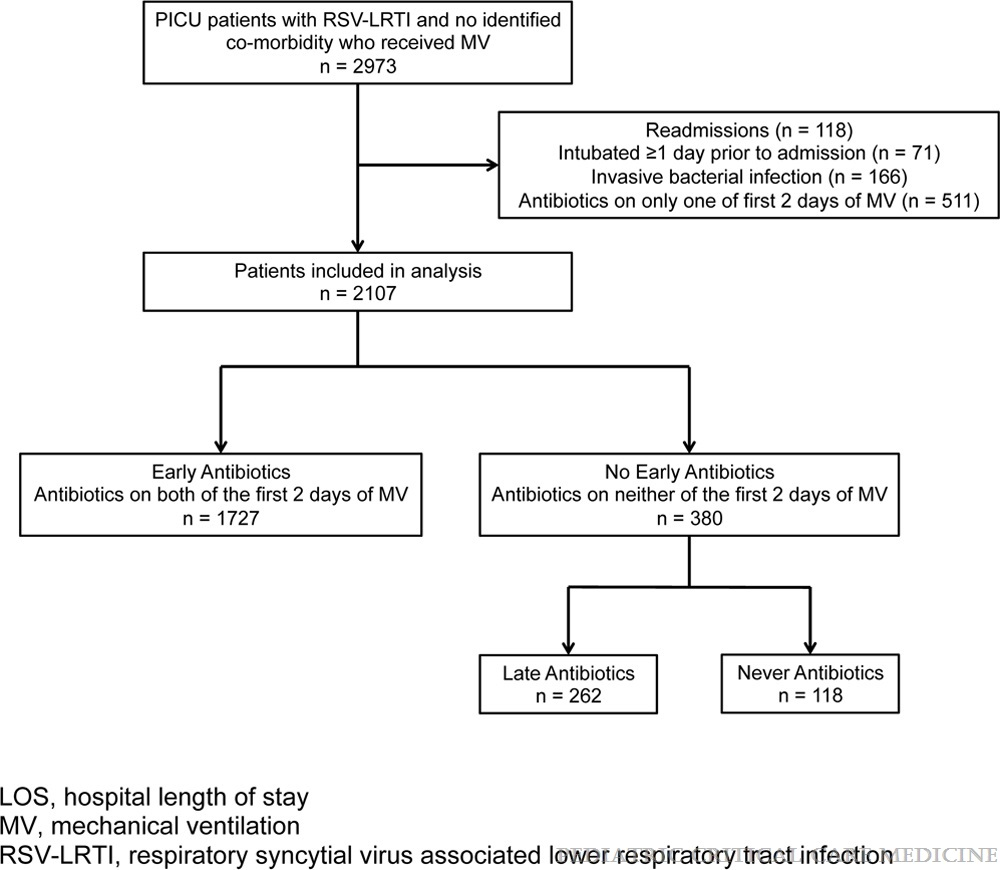 PICU patients with RSV-LRTI and no identified
co-morbidity who received MV
n = 2973
Readmissions (n = 118)
Intubated ≥1 day prior to admission (n = 71)
Invasive bacterial infection (n = 166)
Antibiotics on only one of first 2 days of MV (n = 511)
Patients included in analysis
n = 2107
Early Antibiotics
Antibiotics on both of the first 2 days of MV
n = 1727
No Early Antibiotics
Antibiotics on neither of the first 2 days of MV
n = 380
Late Antibiotics
n = 262
Never Antibiotics
n = 118
LOS, hospital length of stay
MV, mechanical ventilation
RSV-LRTI, respiratory syncytial virus associated lower respiratory tract infection
PEDIATRIC CRITICAL CARE MEDICINE